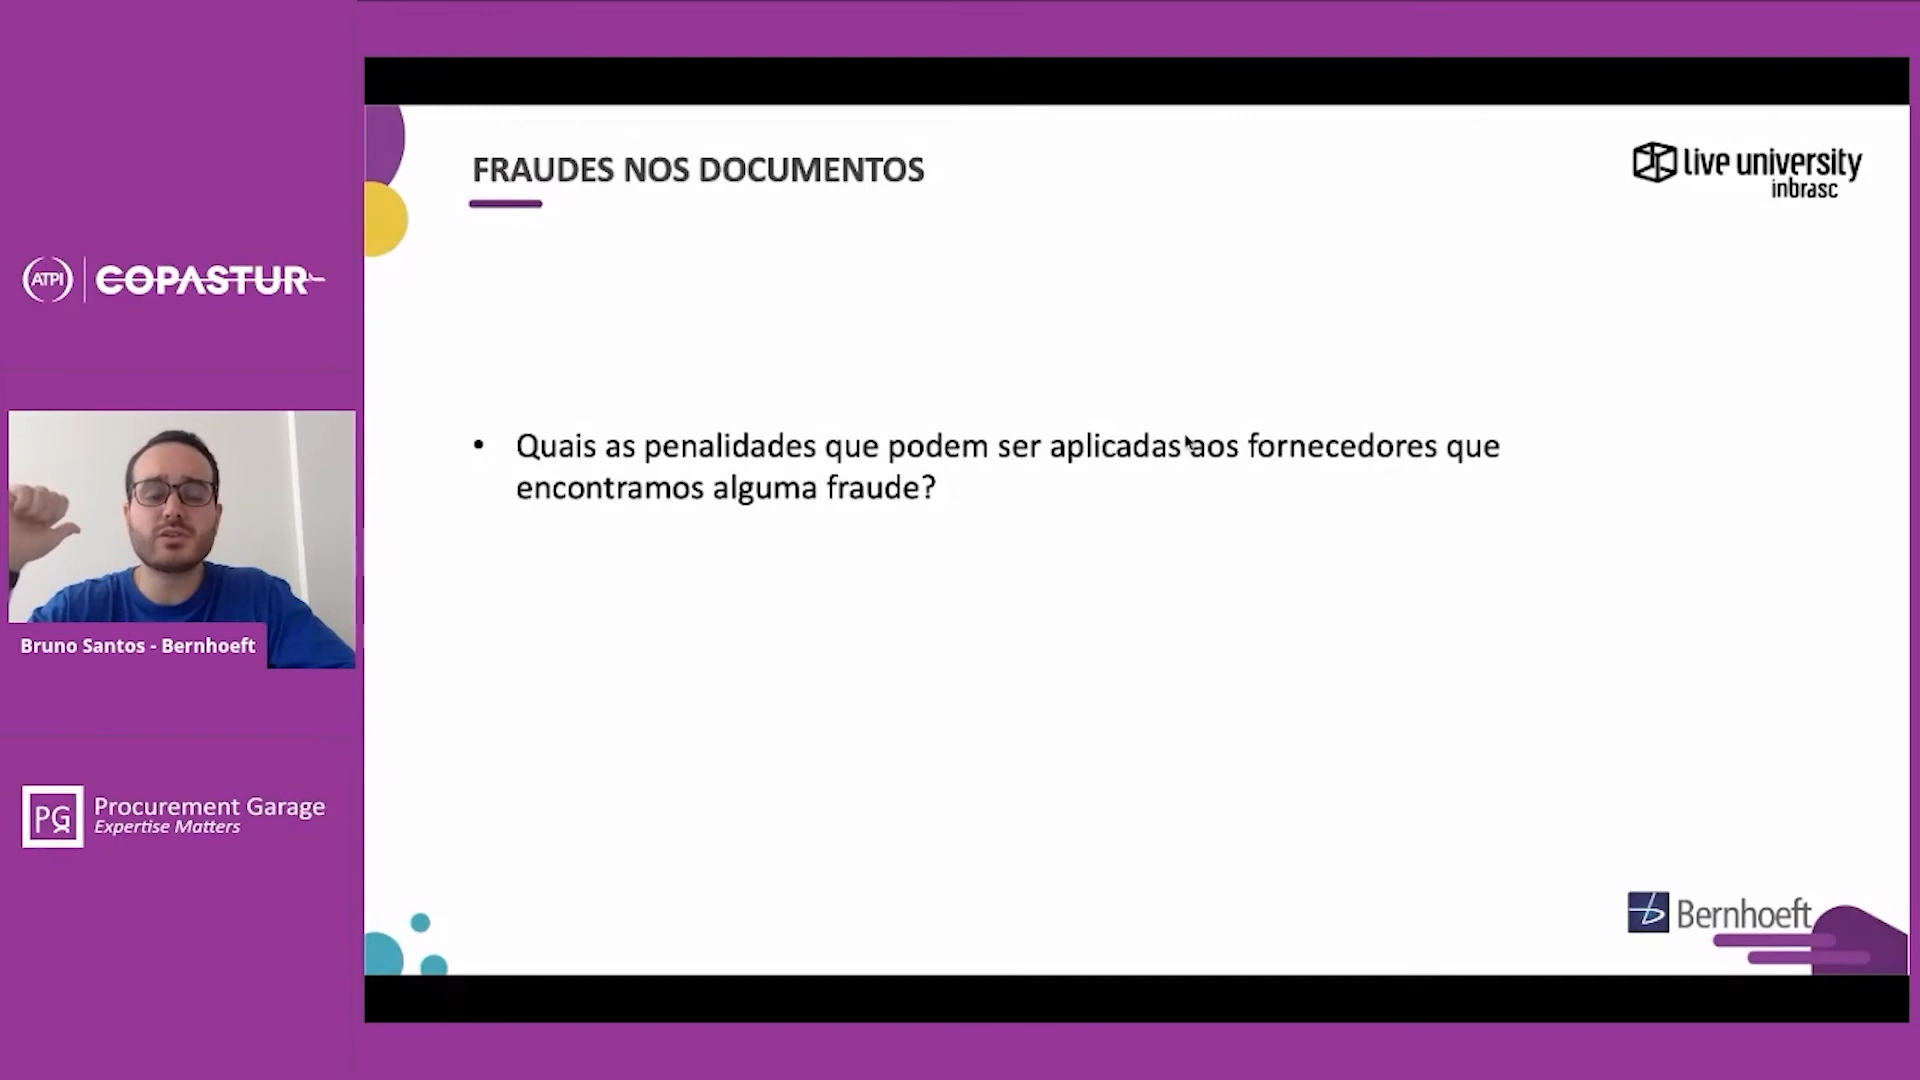 FRAUDES NOS DOCUMENTOS
live university
inbrasc
ATPI
COPASTUR
• Quais as penalidades que podem ser aplicadas aos fornecedores que
encontramos alguma fraude?
Bruno Santos - Bernhoeft
PG
Procurement Garage
Expertise Matters
Bernhoeft